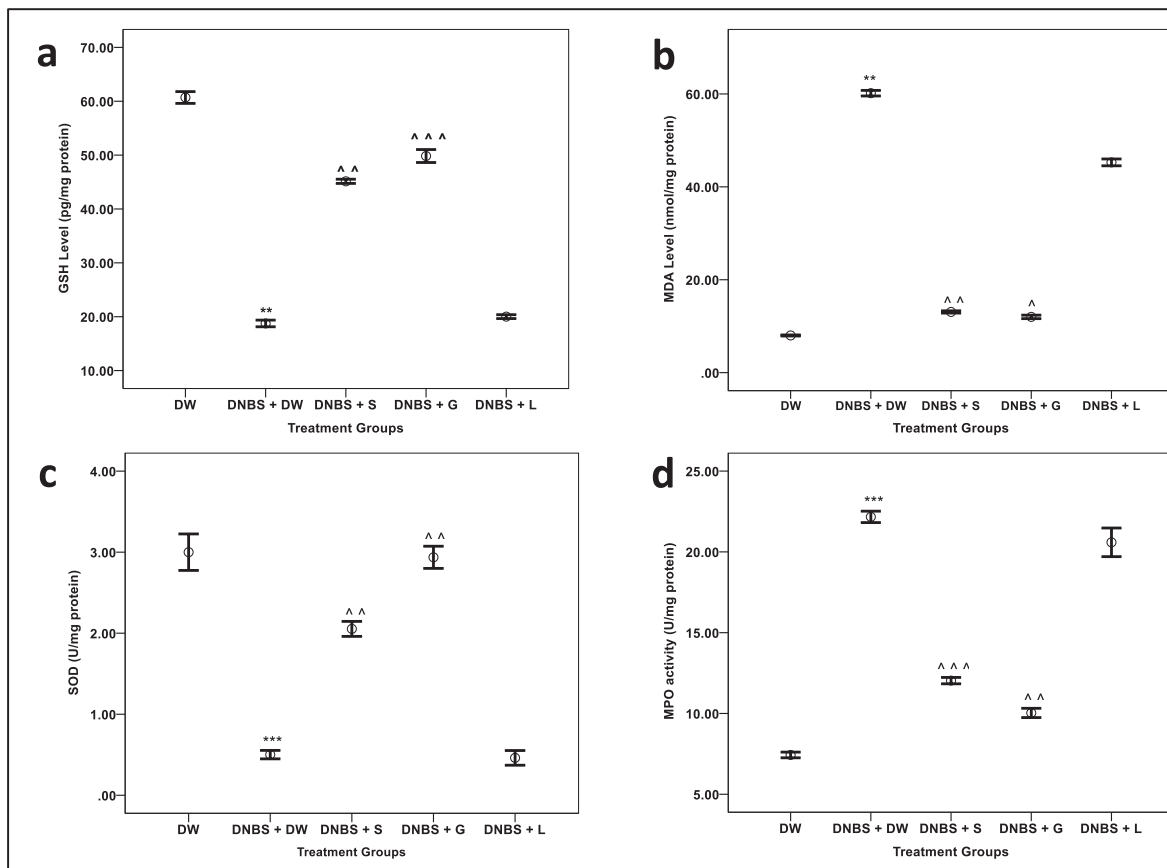 a
GSH Level (pg/mg protein)
70.00
60.00
50.00
40.00
30.00
20.00
10.00
**
^ ^
^ ^ ^
DW DNBS + DW DNBS + S DNBS + G DNBS + L
Treatment Groups
b
MDA Level (nmol/mg protein)
60.00
40.00
20.00
.00
**
^ ^
^
DW DNBS + DW DNBS + S DNBS + G DNBS + L
Treatment Groups
c
SOD (U/mg protein)
4.00
3.00
2.00
1.00
.00
***
^ ^
^ ^
DW DNBS + DW DNBS + S DNBS + G DNBS + L
Treatment Groups
d
MPO activity (U/mg protein)
25.00
20.00
15.00
10.00
5.00
***
^ ^ ^
^ ^
DW DNBS + DW DNBS + S DNBS + G DNBS + L
Treatment Groups